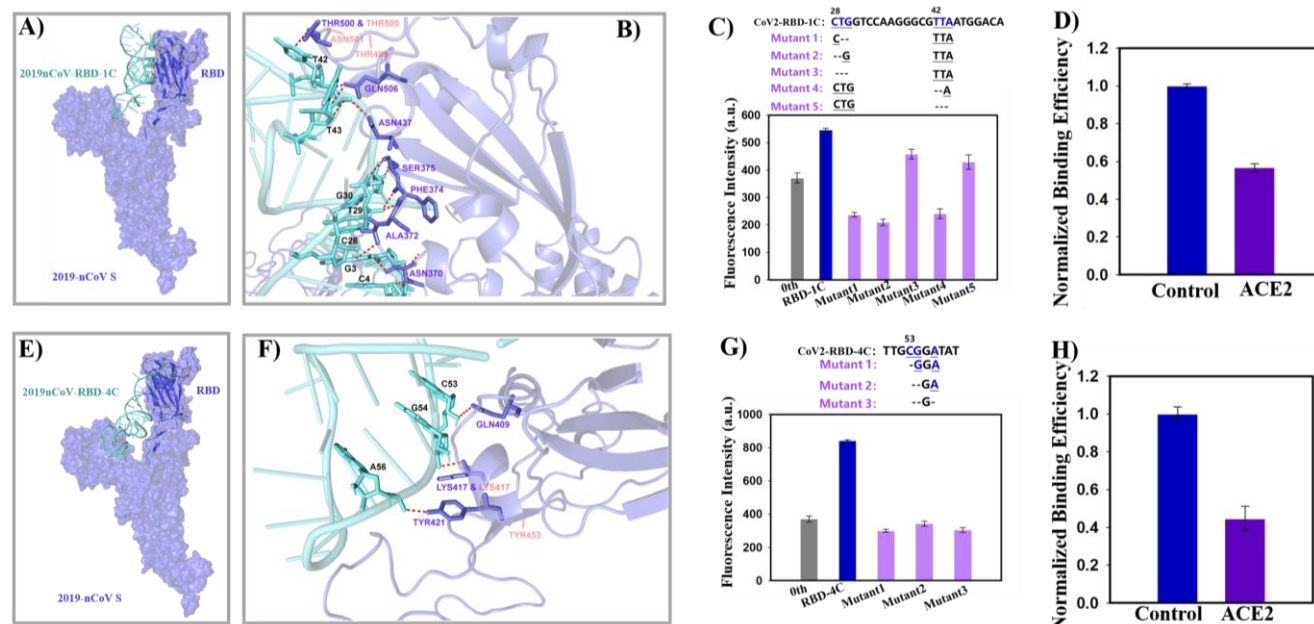 A)
2019nCoV-RBD-1C
RBD
2019-nCoV S
B)
THR500 & THR500
ASN501
THR499
T42
GLN506
T43
ASN437
SER375
G30
PHE374
T29
C28
ALA372
G3
ASN370
C4
C)
28 42
CoV2-RBD-1C: CTGGTCCAAGGGCGTTAATGGACA
Mutant 1: C-- TTA
Mutant 2: --G TTA
Mutant 3: --- TTA
Mutant 4: CTG --A
Mutant 5: CTG ---
Fluorescence Intensity (a.u.)
600
500
400
300
200
100
0
0th RBD-1C Mutant1 Mutant2 Mutant3 Mutant4 Mutant5
D)
Normalized Binding Efficiency
1.2
1.0
0.8
0.6
0.4
0.2
0.0
Control ACE2
E)
2019nCoV-RBD-4C
RBD
2019-nCoV S
F)
C53
G54
GLN409
A56
LYS417 & LYS417
TYR421
TYR453
G)
53
CoV2-RBD-4C: TTGCGGATAT
Mutant 1: -GGA
Mutant 2: --GA
Mutant 3: --G-
Fluorescence Intensity (a.u.)
1000
800
600
400
200
0
0th RBD-4C Mutant1 Mutant2 Mutant3
H)
Normalized Binding Efficiency
1.2
1.0
0.8
0.6
0.4
0.2
0.0
Control ACE2